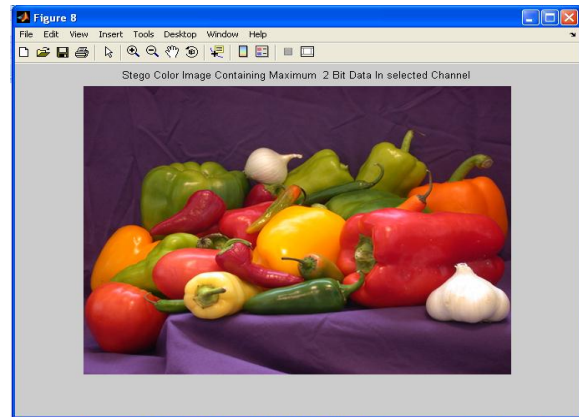 Figure 8
File Edit View Insert Tools Desktop Window Help
Stego Color Image Containing Maximum 2 Bit Data In selected Channel